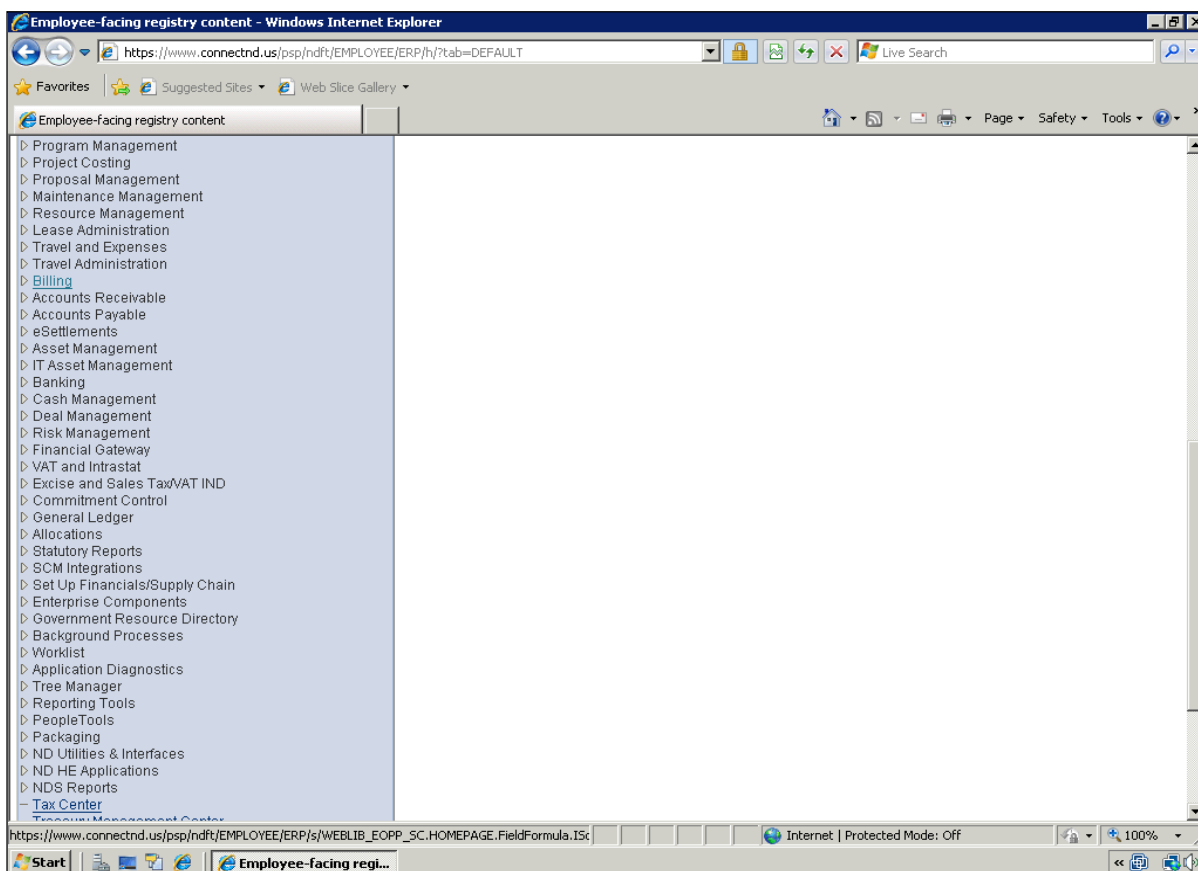 Employee-facing registry content - Windows Internet Explorer
https://www.connectnd.us/psp/ndft/EMPLOYEE/ERP/h/?tab=DEFAULT
Live Search
Favorites
Suggested Sites
Web Slice Gallery
Employee-facing registry content
Page
Safety
Tools
Program Management
Project Costing
Proposal Management
Maintenance Management
Resource Management
Lease Administration
Travel and Expenses
Travel Administration
Billing
Accounts Receivable
Accounts Payable
eSettlements
Asset Management
IT Asset Management
Banking
Cash Management
Deal Management
Risk Management
Financial Gateway
VAT and Intrastat
Excise and Sales Tax/VAT IND
Commitment Control
General Ledger
Allocations
Statutory Reports
SCM Integrations
Set Up Financials/Supply Chain
Enterprise Components
Government Resource Directory
Background Processes
Worklist
Application Diagnostics
Tree Manager
Reporting Tools
PeopleTools
Packaging
ND Utilities & Interfaces
ND HE Applications
NDS Reports
Tax Center
Treasury Management Center
https://www.connectnd.us/psp/ndft/EMPLOYEE/ERP/s/WEBLIB_EOPP_SC.HOMEPAGE.FieldFormula.ISc
Internet | Protected Mode: Off
100%
Start
Employee-facing regi...